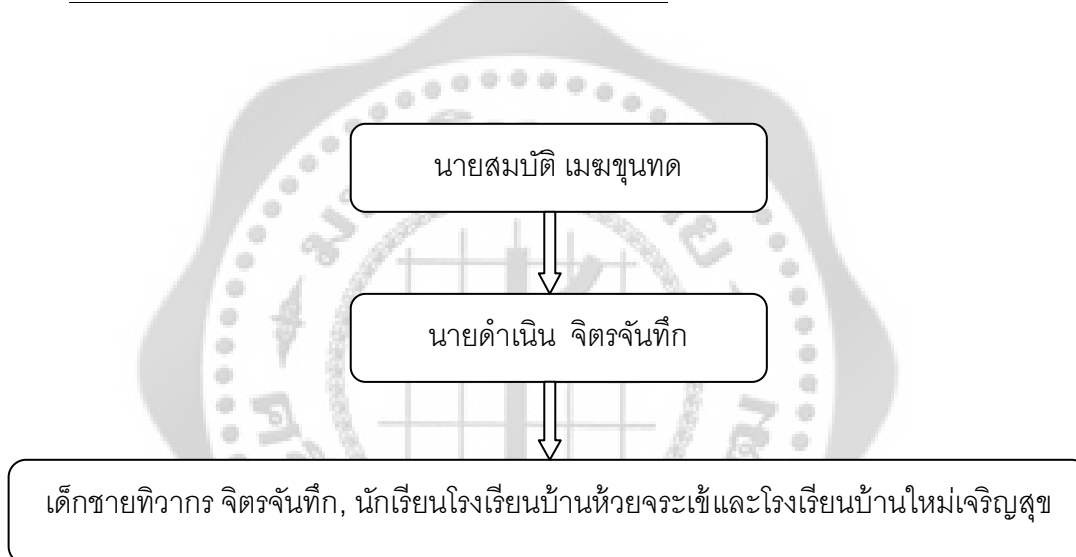 นายสมบัติ เมฆขุนทด
นายดำเนิน จิตรจันทึก
เด็กชายทิวากร จิตรจันทึก, นักเรียนโรงเรียนบ้านห้วยจระเข้และโรงเรียนบ้านใหม่เจริญสุข